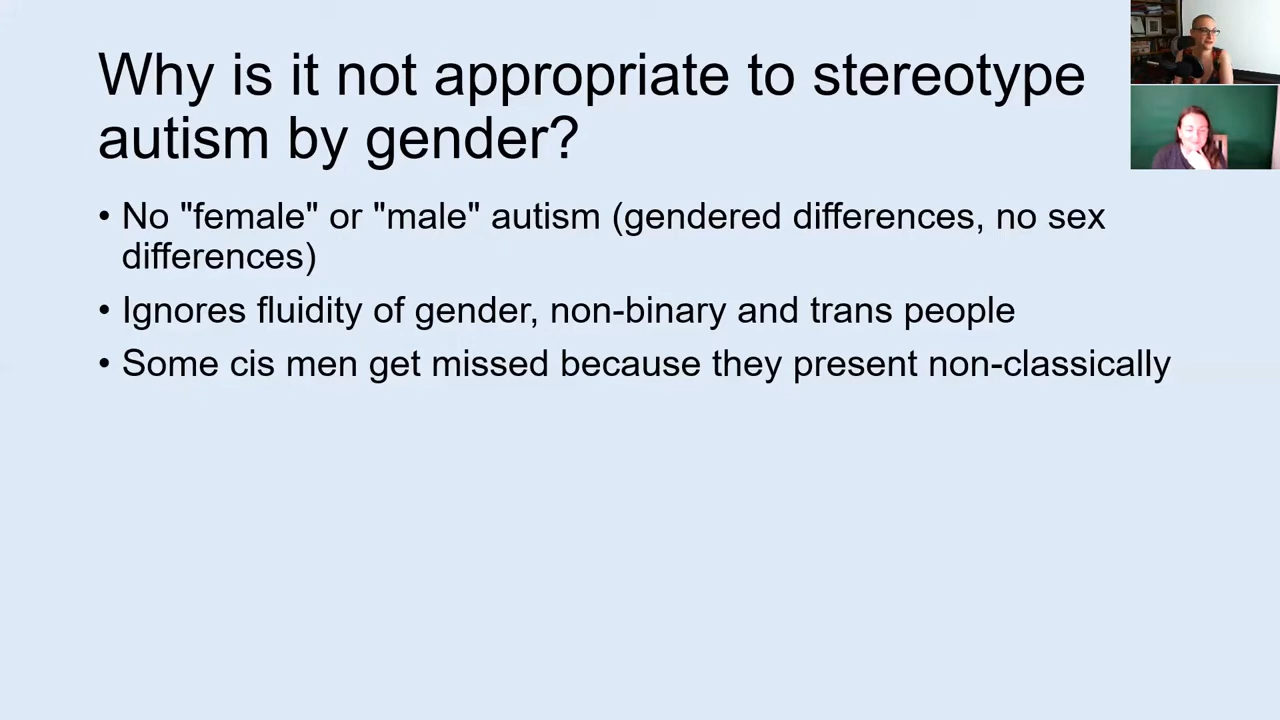 Why is it not appropriate to stereotype
autism by gender?
• No "female" or "male" autism (gendered differences, no sex
differences)
• Ignores fluidity of gender, non-binary and trans people
• Some cis men get missed because they present non-classically